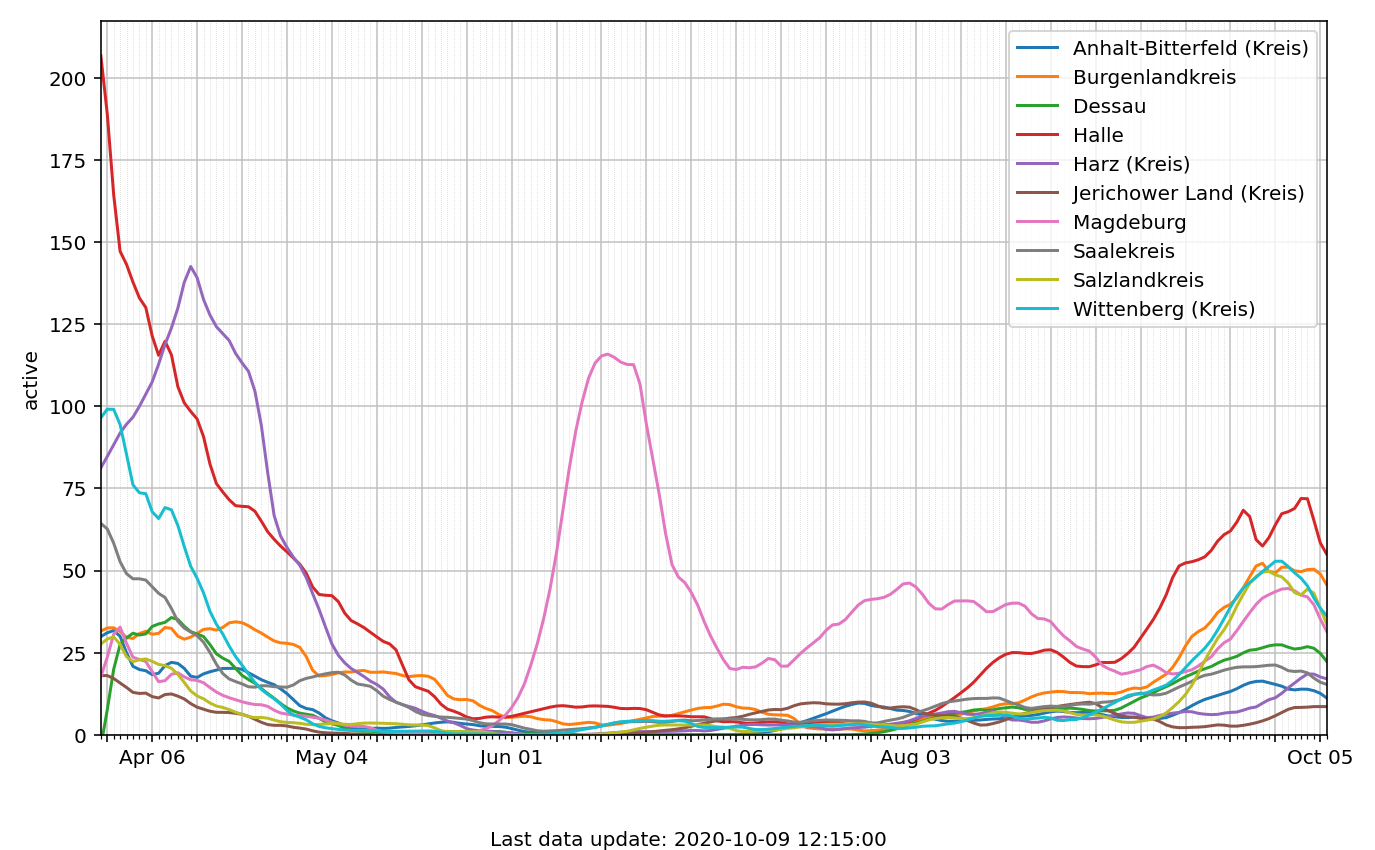 200
175
150
125
100
75
50
25
0
active
Anhalt-Bitterfeld (Kreis)
Burgenlandkreis
Dessau
Halle
Harz (Kreis)
Jerichower Land (Kreis)
Magdeburg
Saalekreis
Salzlandkreis
Wittenberg (Kreis)
Apr 06 May 04 Jun 01 Jul 06 Aug 03 Oct 05
Last data update: 2020-10-09 12:15:00